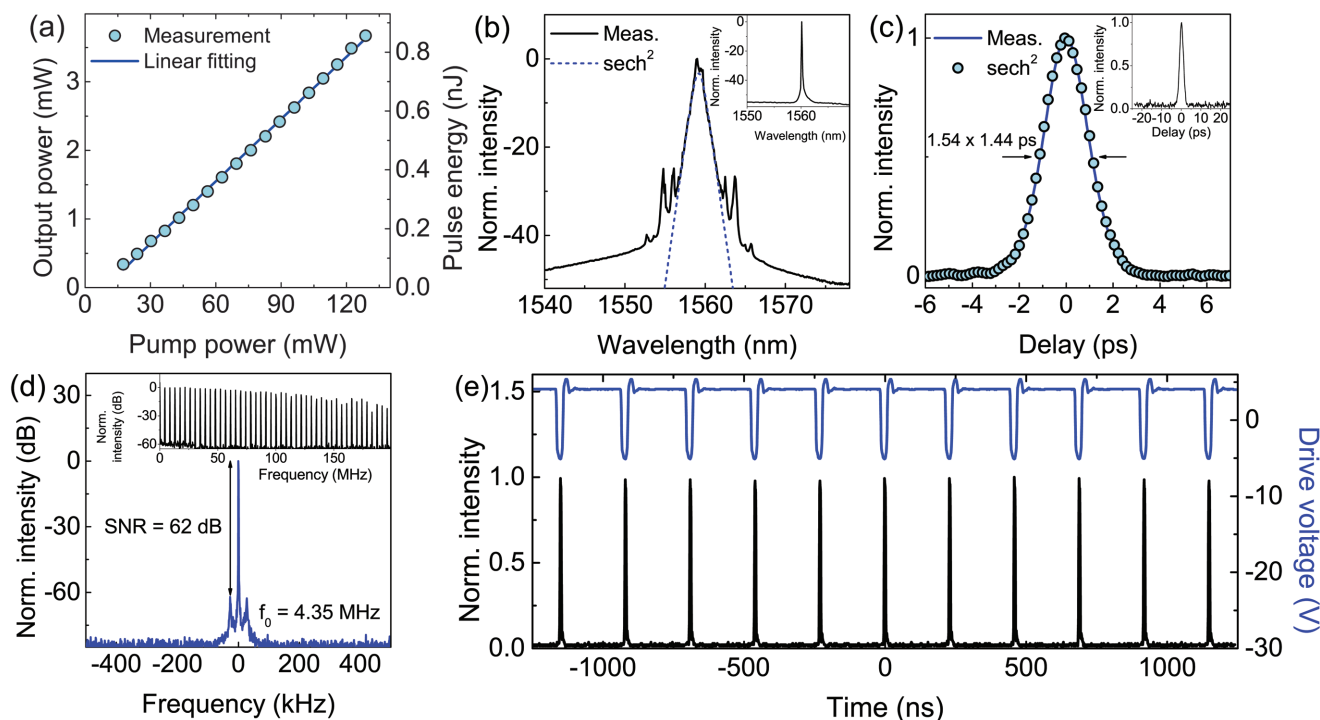 (a)
Measurement
Linear fitting
Output power (mW)
3
2
1
0
0.8
0.6
0.4
0.2
0.0
Pulse energy (nJ)
0 30 60 90 120
Pump power (mW)
(b)
Meas.
sech²
Norm. intensity
0
-20
-40
1540 1550 1560 1570
Wavelength (nm)
Norm. intensity
0
-20
-40
1550 1560
Wavelength (nm)
(c)
Meas.
sech²
Norm. intensity
1
0
1.54 x 1.44 ps
-6 -4 -2 0 2 4 6
Delay (ps)
Norm. intensity
1.0
0.5
0.0
-20 -10 0 10 20
Delay (ps)
(d)
Norm. intensity (dB)
30
0
-30
-60
SNR = 62 dB
f₀ = 4.35 MHz
-400 -200 0 200 400
Frequency (kHz)
Norm.
intensity (dB)
0
-30
-60
0 50 100 150
Frequency (MHz)
(e)
Norm. intensity
1.5
1.0
0.5
0.0
0
-10
-20
-30
Drive voltage (V)
-1000 -500 0 500 1000
Time (ns)